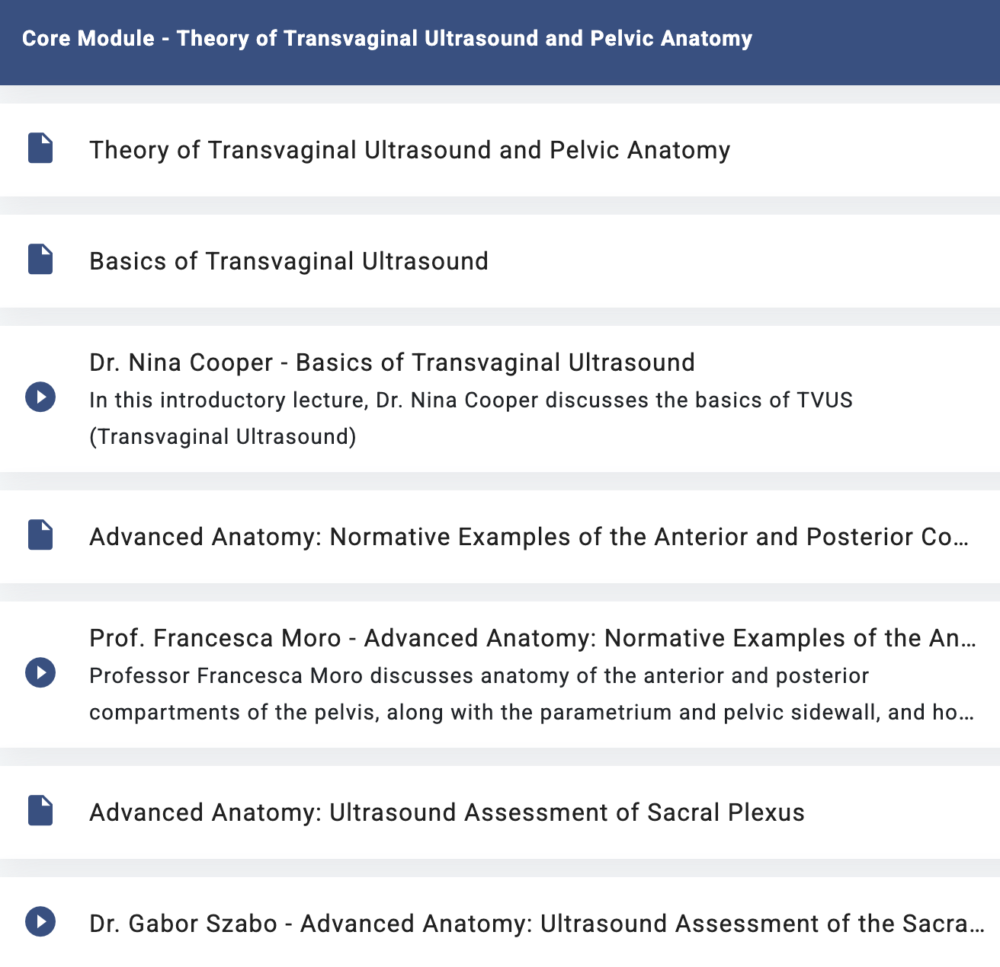 Core Module - Theory of Transvaginal Ultrasound and Pelvic Anatomy
Theory of Transvaginal Ultrasound and Pelvic Anatomy
Basics of Transvaginal Ultrasound
Dr. Nina Cooper - Basics of Transvaginal Ultrasound
In this introductory lecture, Dr. Nina Cooper discusses the basics of TVUS
(Transvaginal Ultrasound)
Advanced Anatomy: Normative Examples of the Anterior and Posterior Co...
Prof. Francesca Moro - Advanced Anatomy: Normative Examples of the An...
Professor Francesca Moro discusses anatomy of the anterior and posterior
compartments of the pelvis, along with the parametrium and pelvic sidewall, and ho...
Advanced Anatomy: Ultrasound Assessment of Sacral Plexus
Dr. Gabor Szabo - Advanced Anatomy: Ultrasound Assessment of the Sacra...